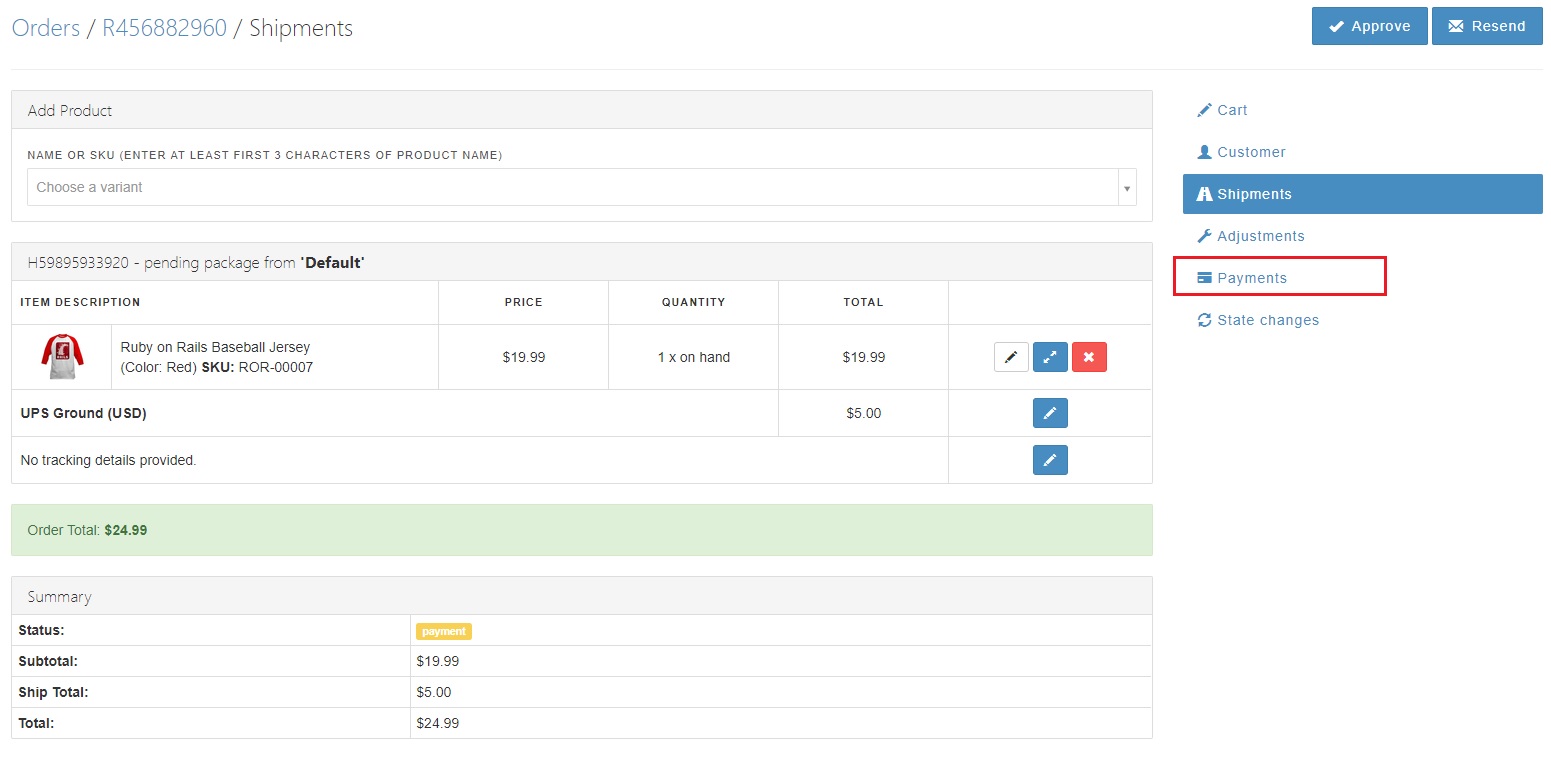 Orders / R456882960 / Shipments
Approve
Resend
Add Product
NAME OR SKU (ENTER AT LEAST FIRST 3 CHARACTERS OF PRODUCT NAME)
Choose a variant
H59895933920 - pending package from 'Default'
ITEM DESCRIPTION PRICE QUANTITY TOTAL
Ruby on Rails Baseball Jersey
(Color: Red) SKU: ROR-00007
$19.99 1 x on hand $19.99
UPS Ground (USD) $5.00
No tracking details provided.
Order Total: $24.99
Summary
Status: payment
Subtotal: $19.99
Ship Total: $5.00
Total: $24.99
Cart
Customer
Shipments
Adjustments
Payments
State changes